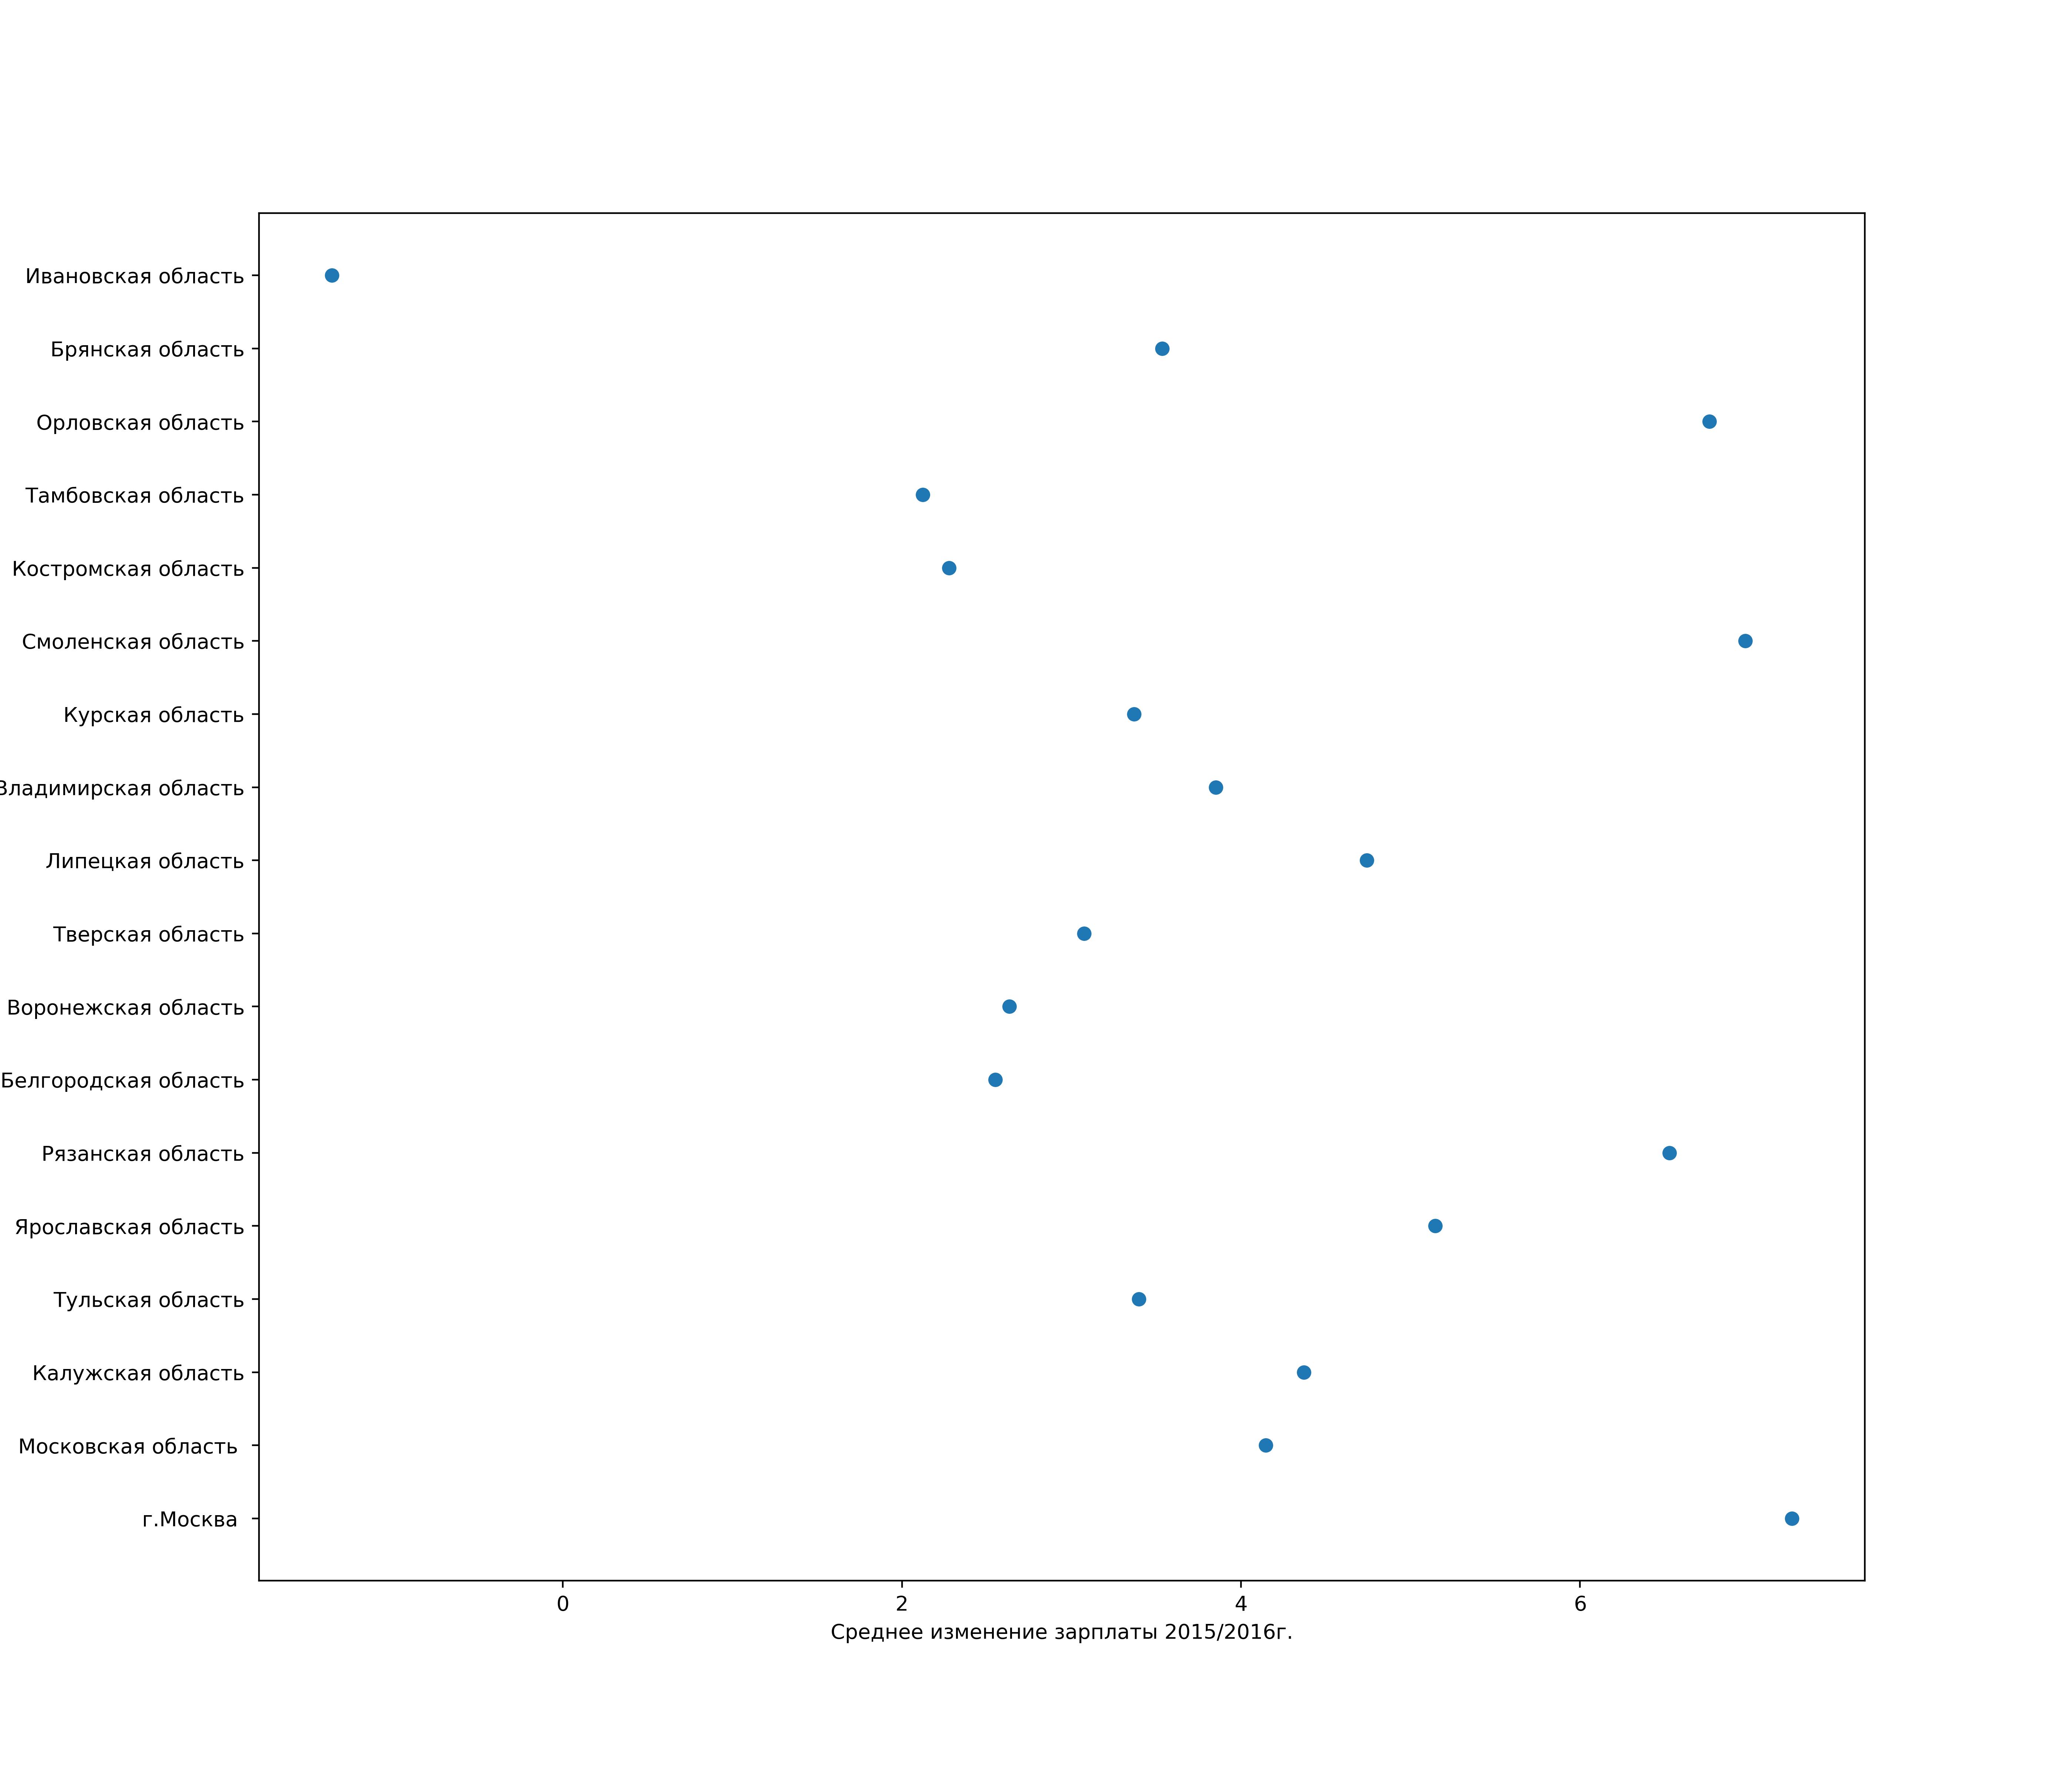 Ивановская область
Брянская область
Орловская область
Тамбовская область
Костромская область
Смоленская область
Курская область
Владимирская область
Липецкая область
Тверская область
Воронежская область
Белгородская область
Рязанская область
Ярославская область
Тульская область
Калужская область
Московская область
г.Москва
0 2 4 6
Среднее изменение зарплаты 2015/2016г.